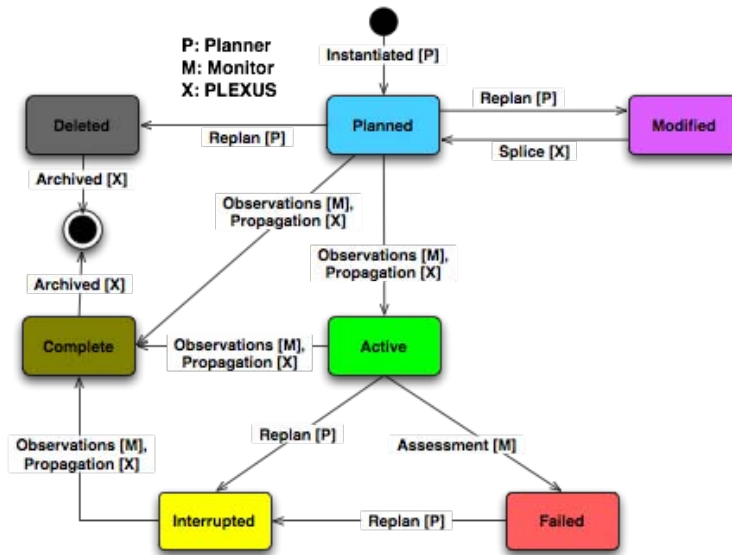 P: Planner
M: Monitor
X: PLEXUS
Instantiated [P]
Deleted
Replan [P]
Planned
Replan [P]
Splice [X]
Modified
Archived [X]
Observations [M],
Propagation [X]
Observations [M],
Propagation [X]
Archived [X]
Complete
Observations [M],
Propagation [X]
Active
Replan [P]
Assessment [M]
Observations [M],
Propagation [X]
Interrupted
Replan [P]
Failed